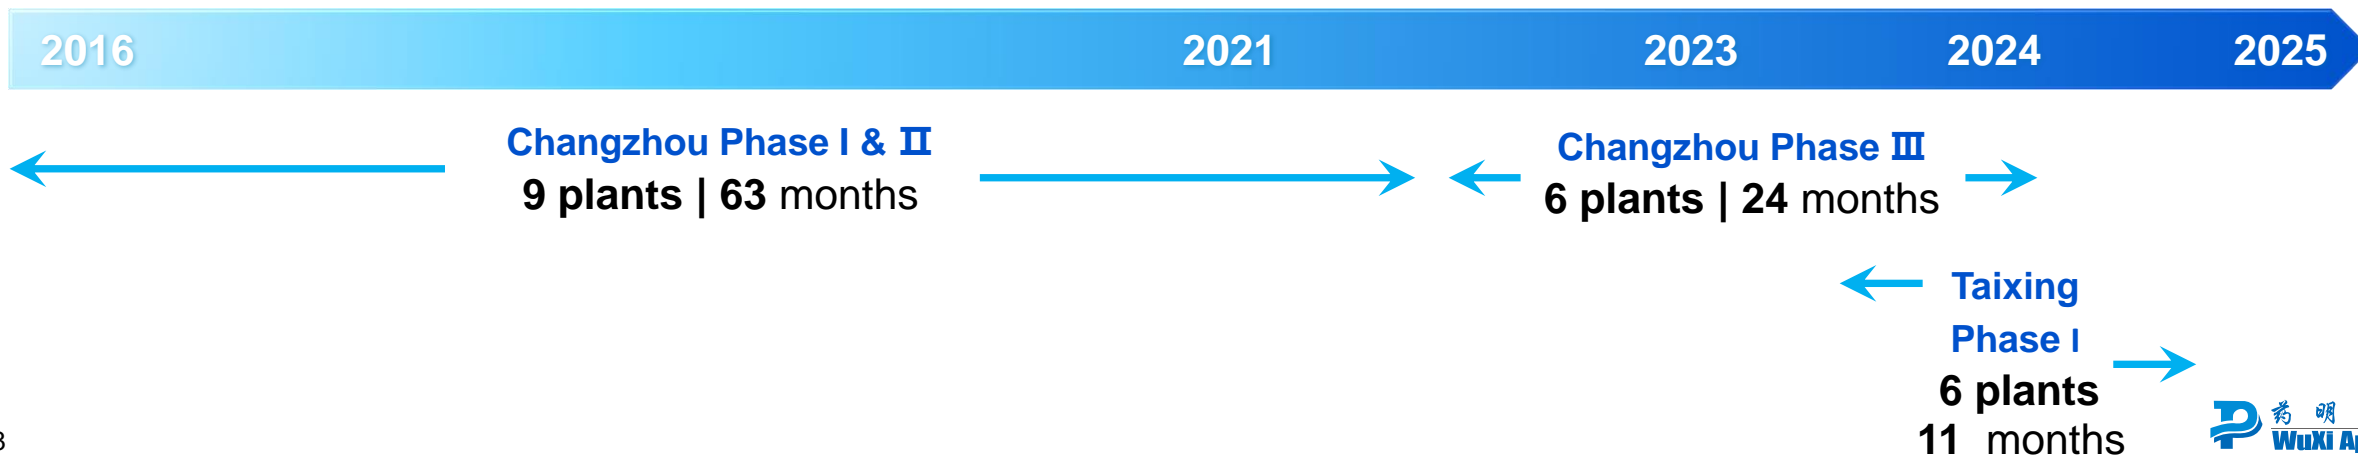 2016 2021 2023 2024 2025
Changzhou Phase I & Ⅱ
9 plants | 63 months
Changzhou Phase Ⅲ
6 plants | 24 months
Taixing
Phase I
6 plants
11 months
药 明
WuXi